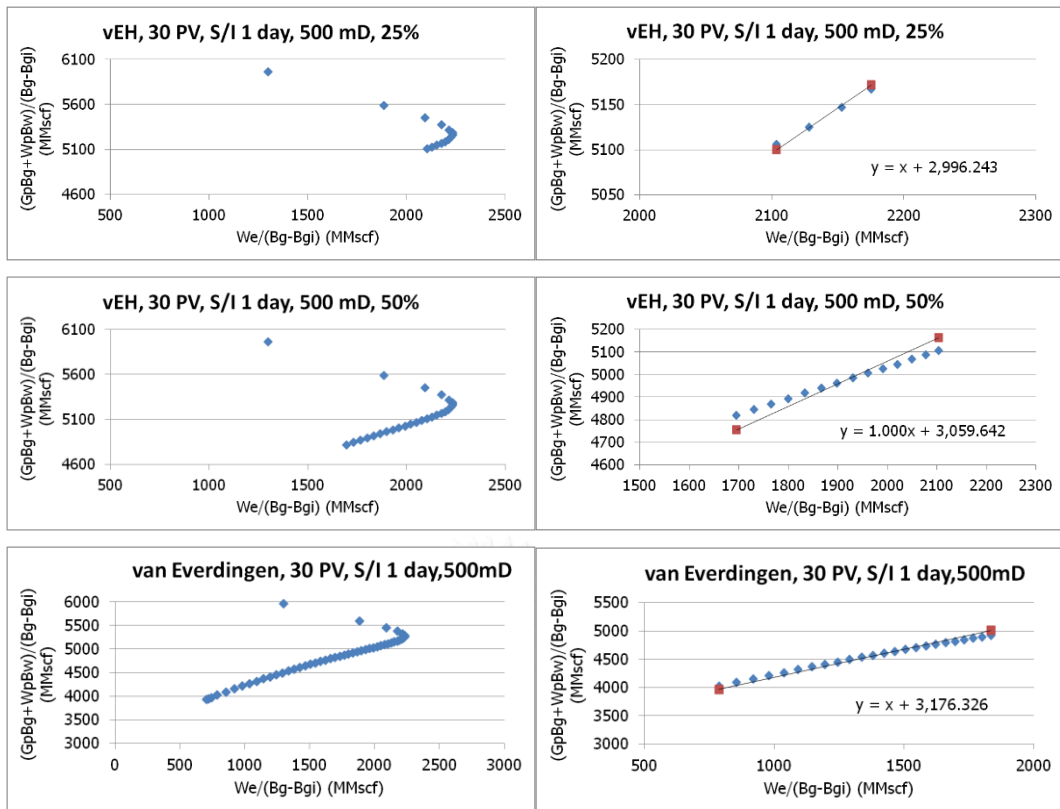 vEH, 30 PV, S/I 1 day, 500 mD, 25%
(GpBg+WpBw)/(Bg-Bgi)
(MMscf)
6100
5600
5100
4600
500 1000 1500 2000 2500
We/(Bg-Bgi) (MMscf)
vEH, 30 PV, S/I 1 day, 500 mD, 25%
(GpBg+WpBw)/(Bg-Bgi)
(MMscf)
5200
5150
5100
5050
y = x + 2,996.243
2000 2100 2200 2300
We/(Bg-Bgi) (MMscf)
vEH, 30 PV, S/I 1 day, 500 mD, 50%
(GpBg+WpBw)/(Bg-Bgi)
(MMscf)
6100
5600
5100
4600
500 1000 1500 2000 2500
We/(Bg-Bgi) (MMscf)
vEH, 30 PV, S/I 1 day, 500 mD, 50%
(GpBg+WpBw)/(Bg-Bgi)
(MMscf)
5200
5100
5000
4900
4800
4700
4600
y = 1.000x + 3,059.642
1500 1600 1700 1800 1900 2000 2100 2200 2300
We/(Bg-Bgi) (MMscf)
van Everdingen, 30 PV, S/I 1 day,500mD
(GpBg+WpBw)/(Bg-Bgi)
(MMscf)
6000
5500
5000
4500
4000
3500
3000
0 500 1000 1500 2000 2500 3000
We/(Bg-Bgi) (MMscf)
van Everdingen, 30 PV, S/I 1 day,500mD
(GpBg+WpBw)/(Bg-Bgi)
(MMscf)
5500
5000
4500
4000
3500
3000
y = x + 3,176.326
500 1000 1500 2000
We/(Bg-Bgi) (MMscf)